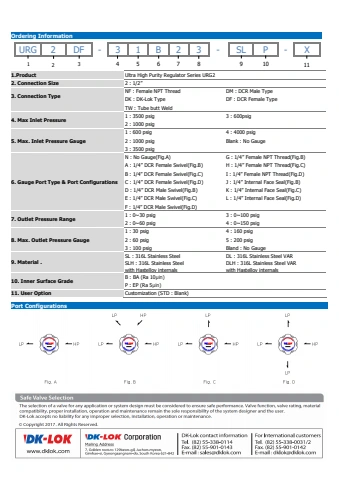 Ordering Information
URG 2 DF - 3 1 B 2 3 - SL P - X
1 2 3 4 5 6 7 8 9 10 11
1.Product Ultra High Purity Regulator Series URG2
2. Connection Size 2 : 1/2"
3. Connection Type
NF : Female NPT Thread DM : DCR Male Type
DK : DK-Lok Type DF : DCR Female Type
TW : Tube butt Weld
4. Max Inlet Pressure
1 : 3500 psig 3 : 600psig
2 : 1000 psig
5. Max. Inlet Pressure Gauge
1 : 600 psig 4 : 4000 psig
2 : 1000 psig Blank : No Gauge
3 : 3500 psig
6. Gauge Port Type & Port Configurations
N : No Gauge(Fig.A) G : 1/4" Female NPT Thread(Fig.B)
A : 1/4" DCR Female Swivel(Fig.B) H : 1/4" Female NPT Thread(Fig.C)
B : 1/4" DCR Female Swivel(Fig.C) I : 1/4" Female NPT Thread(Fig.D)
C : 1/4" DCR Female Swivel(Fig.D) J : 1/4" Internal Face Seal(Fig.B)
D : 1/4" DCR Male Swivel(Fig.B) K : 1/4" Internal Face Seal(Fig.C)
E : 1/4" DCR Male Swivel(Fig.C) L : 1/4" Internal Face Seal(Fig.D)
F : 1/4" DCR Male Swivel(Fig.D)
7. Outlet Pressure Range
1 : 0~30 psig 3 : 0~100 psig
2 : 0~60 psig 4 : 0~150 psig
8. Max. Outlet Pressure Gauge
1 : 30 psig 4 : 160 psig
2 : 60 psig 5 : 200 psig
3 : 100 psig Bland : No Gauge
9. Material .
SL : 316L Stainless Steel DL : 316L Stainless Steel VAR
SLH : 316L Stainless Steel DLH : 316L Stainless Steel VAR
with Hastelloy internals with Hastelloy internals
10. Inner Surface Grade
B : BA (Ra 10μin)
P : EP (Ra 5μin)
11. User Option Customization (STD : Blank)
Port Configurations
LP HP LP LP
LP HP LP HP LP HP LP HP
LP
Fig. A Fig. B Fig. C Fig. D
Safe Valve Selection
The selection of a valve for any application or system design must be considered to ensure safe performance. Valve function, valve rating, material
compatibility, proper installation, operation and maintenance remain the sole responsibility of the system designer and the user.
DK-Lok accepts no liability for any improper selection, installation, operation or maintenance.
© Copyright 2017. All Rights Reserved.
DK-LOK
www.dklok.com
DK-LOK Corporation
Mailing Address
DK-Lok contact information
Tel. (82) 55-338-0114
Fax: (82) 55-901-0143
E-mail: sales@dklok.com
For International customers
Tel. (82) 55-338-0031/2
Fax: (82) 55-901-0142
E-mail: dklok@dklok.com